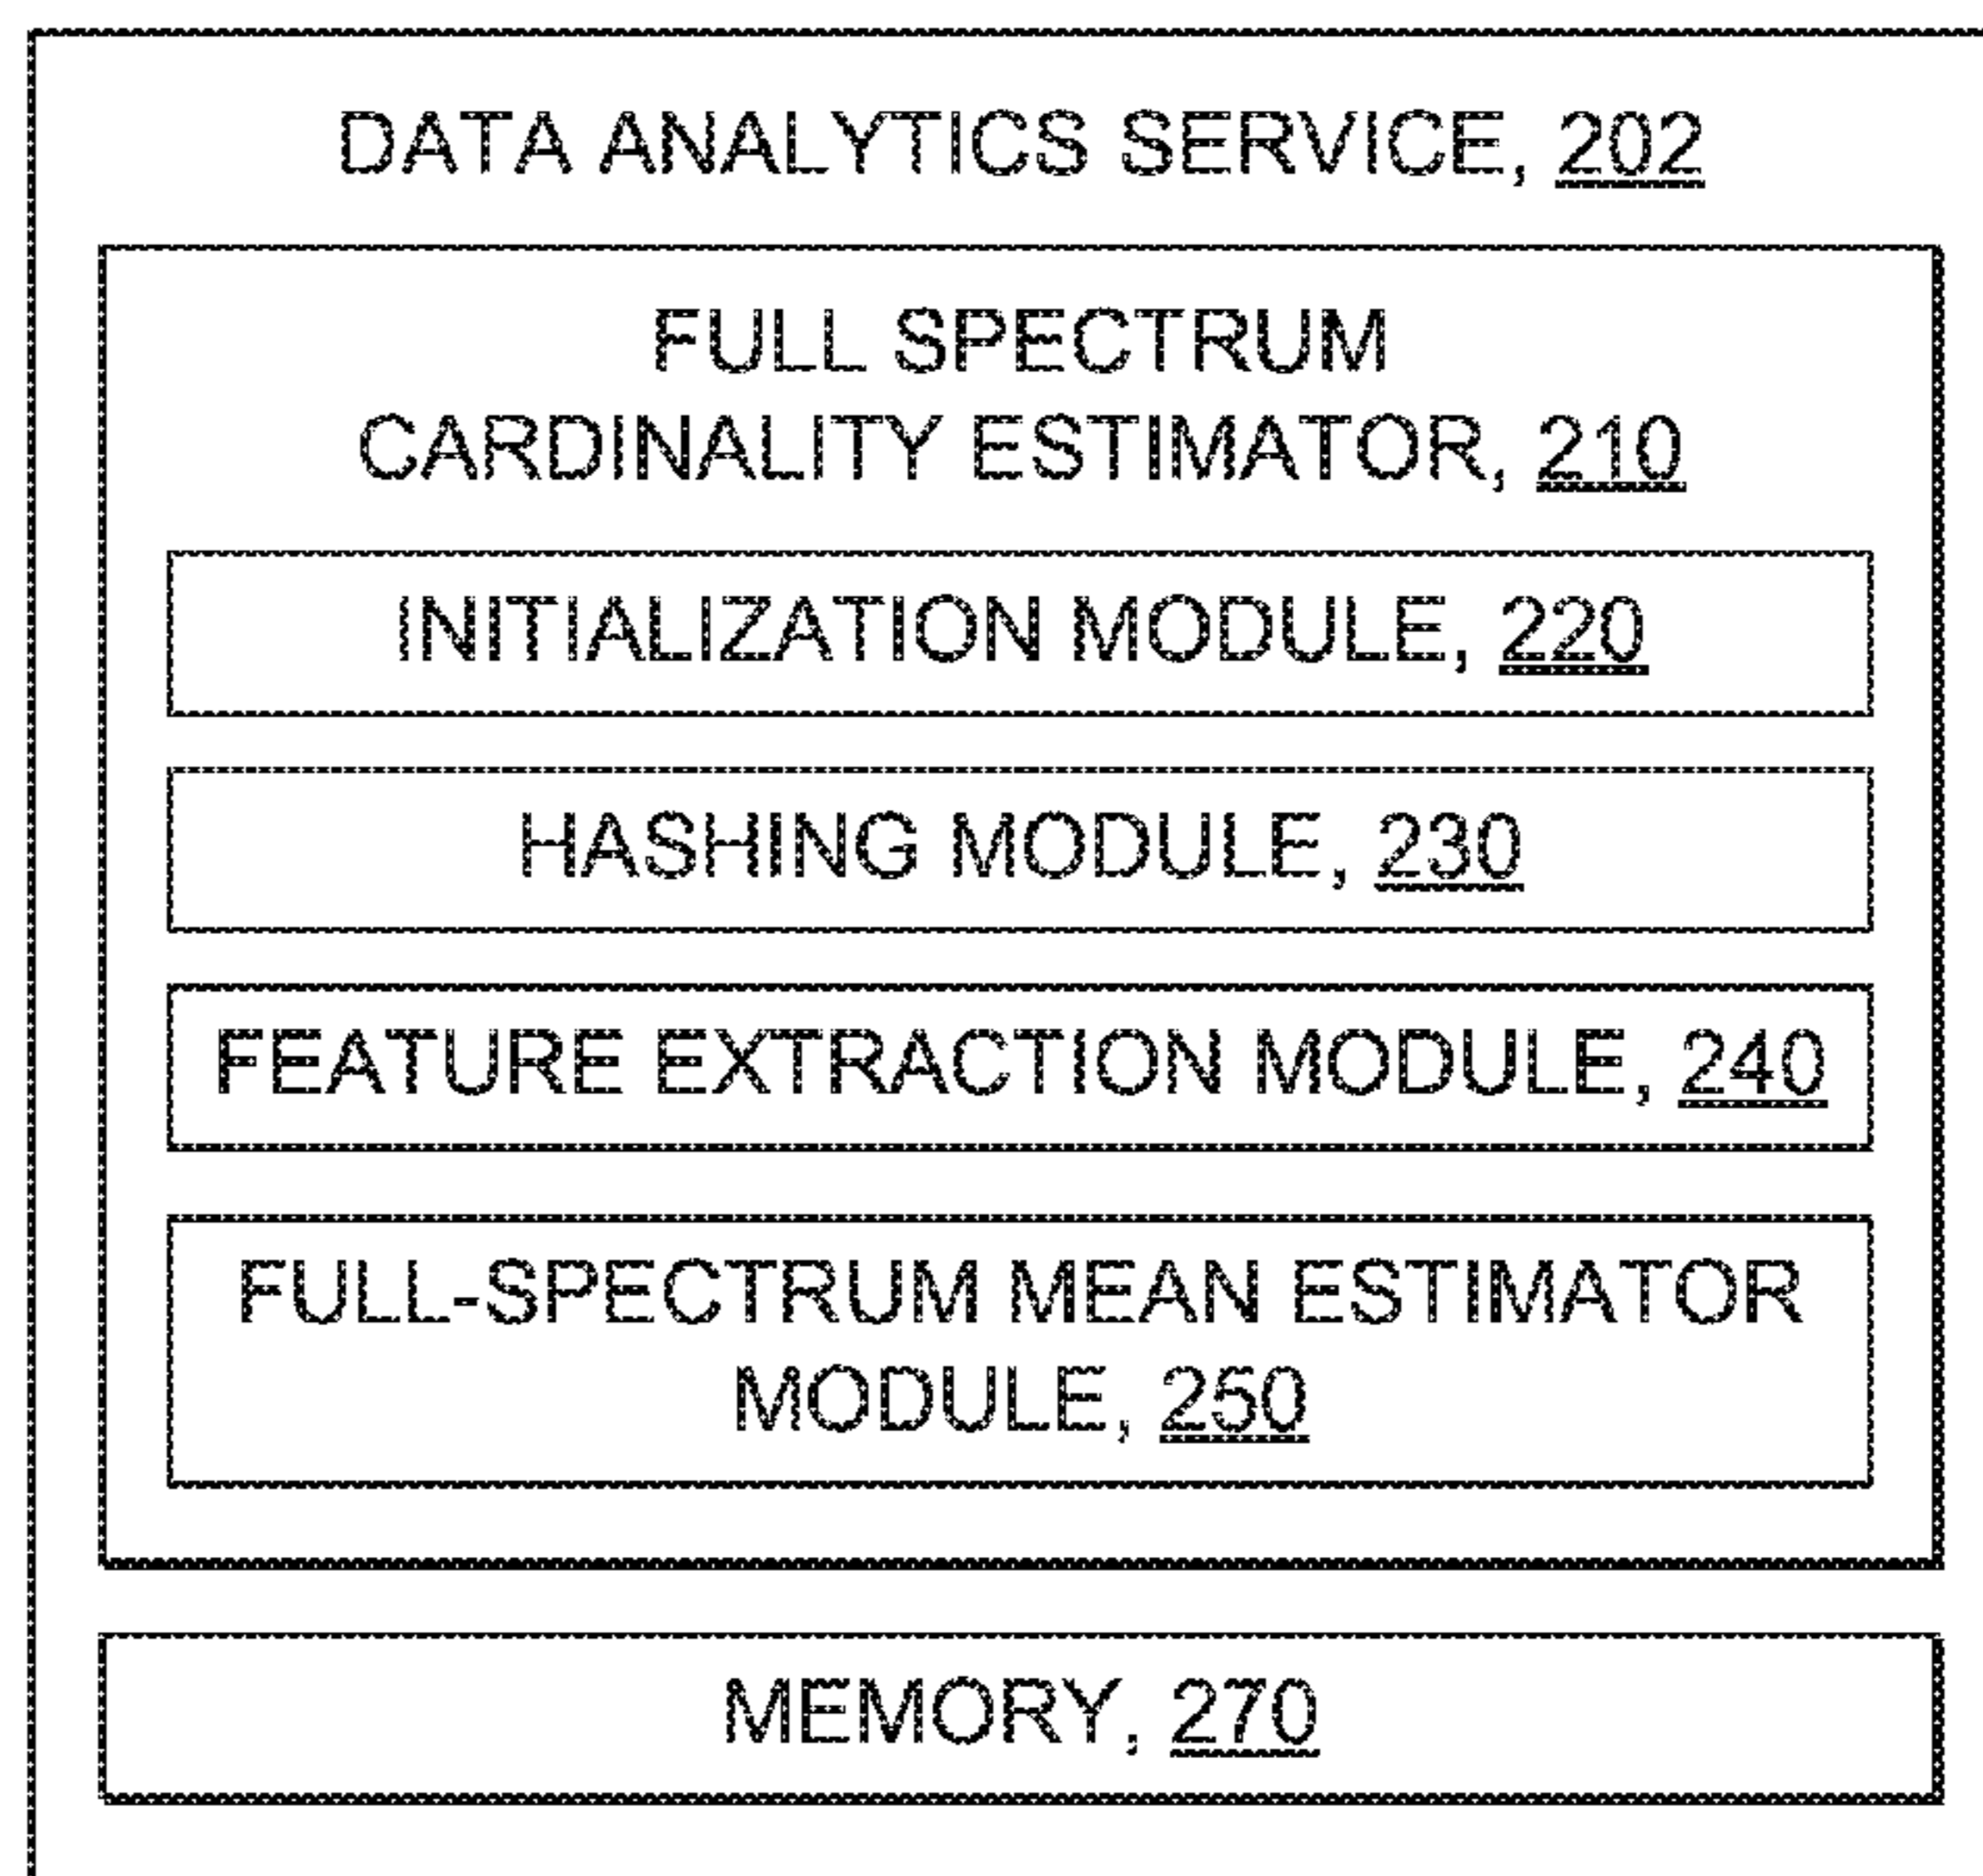 DATA ANALYTICS SERVICE, 202
FULL SPECTRUM
CARDINALITY ESTIMATOR, 210
INITIALIZATION MODULE, 220
HASHING MODULE, 230
FEATURE EXTRACTION MODULE, 240
FULL-SPECTRUM MEAN ESTIMATOR
MODULE, 250
MEMORY, 270